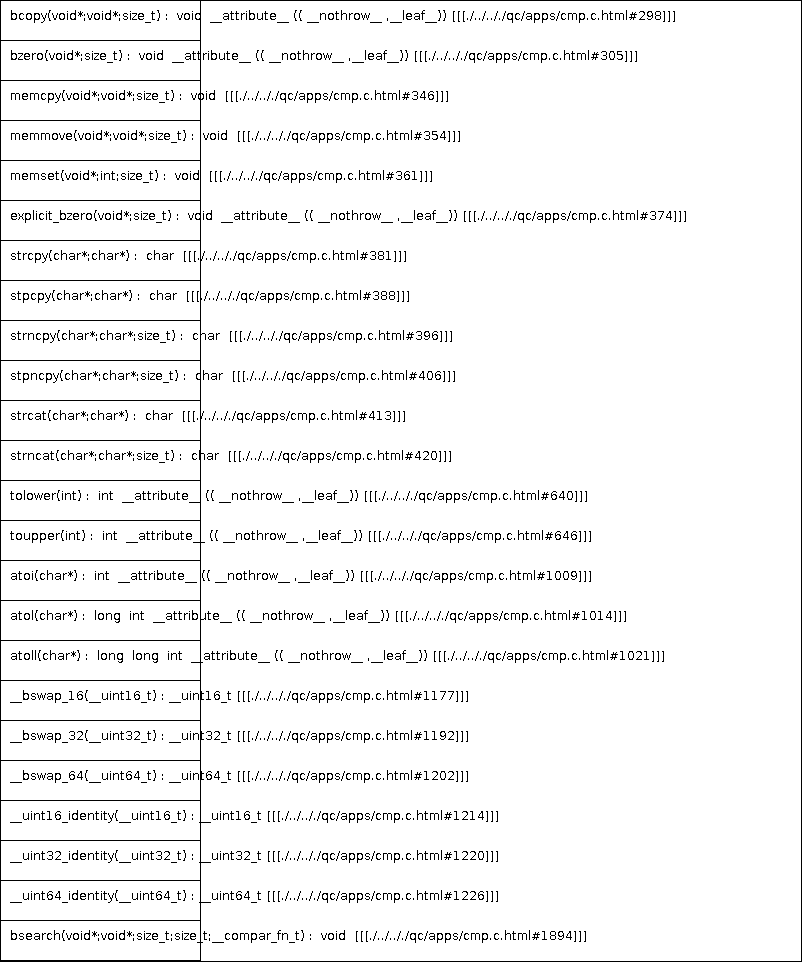 bcopy(void*;void*;size_t) : void __attribute__ (( __nothrow__ ,__leaf__)) [[[./../.././qc/apps/cmp.c.html#298]]]
bzero(void*;size_t) : void __attribute__ (( __nothrow__ ,__leaf__)) [[[./../.././qc/apps/cmp.c.html#305]]]
memcpy(void*;void*;size_t) : void [[[./../.././qc/apps/cmp.c.html#346]]]
memmove(void*;void*;size_t) : void [[[./../.././qc/apps/cmp.c.html#354]]]
memset(void*;int;size_t) : void [[[./../.././qc/apps/cmp.c.html#361]]]
explicit_bzero(void*;size_t) : void __attribute__ (( __nothrow__ ,__leaf__)) [[[./../.././qc/apps/cmp.c.html#374]]]
strcpy(char*;char*) : char [[[./../.././qc/apps/cmp.c.html#381]]]
stpcpy(char*;char*) : char [[[./../.././qc/apps/cmp.c.html#388]]]
strncpy(char*;char*;size_t) : char [[[./../.././qc/apps/cmp.c.html#396]]]
stpncpy(char*;char*;size_t) : char [[[./../.././qc/apps/cmp.c.html#406]]]
strcat(char*;char*) : char [[[./../.././qc/apps/cmp.c.html#413]]]
strncat(char*;char*;size_t) : char [[[./../.././qc/apps/cmp.c.html#420]]]
tolower(int) : int __attribute__ (( __nothrow__ ,__leaf__)) [[[./../.././qc/apps/cmp.c.html#640]]]
toupper(int) : int __attribute__ (( __nothrow__ ,__leaf__)) [[[./../.././qc/apps/cmp.c.html#646]]]
atoi(char*) : int __attribute__ (( __nothrow__ ,__leaf__)) [[[./../.././qc/apps/cmp.c.html#1009]]]
atol(char*) : long int __attribute__ (( __nothrow__ ,__leaf__)) [[[./../.././qc/apps/cmp.c.html#1014]]]
atoll(char*) : long long int __attribute__ (( __nothrow__ ,__leaf__)) [[[./../.././qc/apps/cmp.c.html#1021]]]
__bswap_16(__uint16_t) : __uint16_t [[[./../.././qc/apps/cmp.c.html#1177]]]
__bswap_32(__uint32_t) : __uint32_t [[[./../.././qc/apps/cmp.c.html#1192]]]
__bswap_64(__uint64_t) : __uint64_t [[[./../.././qc/apps/cmp.c.html#1202]]]
__uint16_identity(__uint16_t) : __uint16_t [[[./../.././qc/apps/cmp.c.html#1214]]]
__uint32_identity(__uint32_t) : __uint32_t [[[./../.././qc/apps/cmp.c.html#1220]]]
__uint64_identity(__uint64_t) : __uint64_t [[[./../.././qc/apps/cmp.c.html#1226]]]
bsearch(void*;void*;size_t;size_t;__compar_fn_t) : void [[[./../.././qc/apps/cmp.c.html#1894]]]